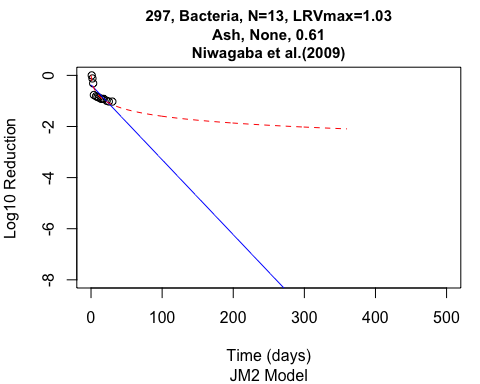 297, Bacteria, N=13, LRVmax=1.03
Ash, None, 0.61
Niwagaba et al.(2009)
Log10 Reduction
0
-2
-4
-6
-8
0 100 200 300 400 500
Time (days)
JM2 Model